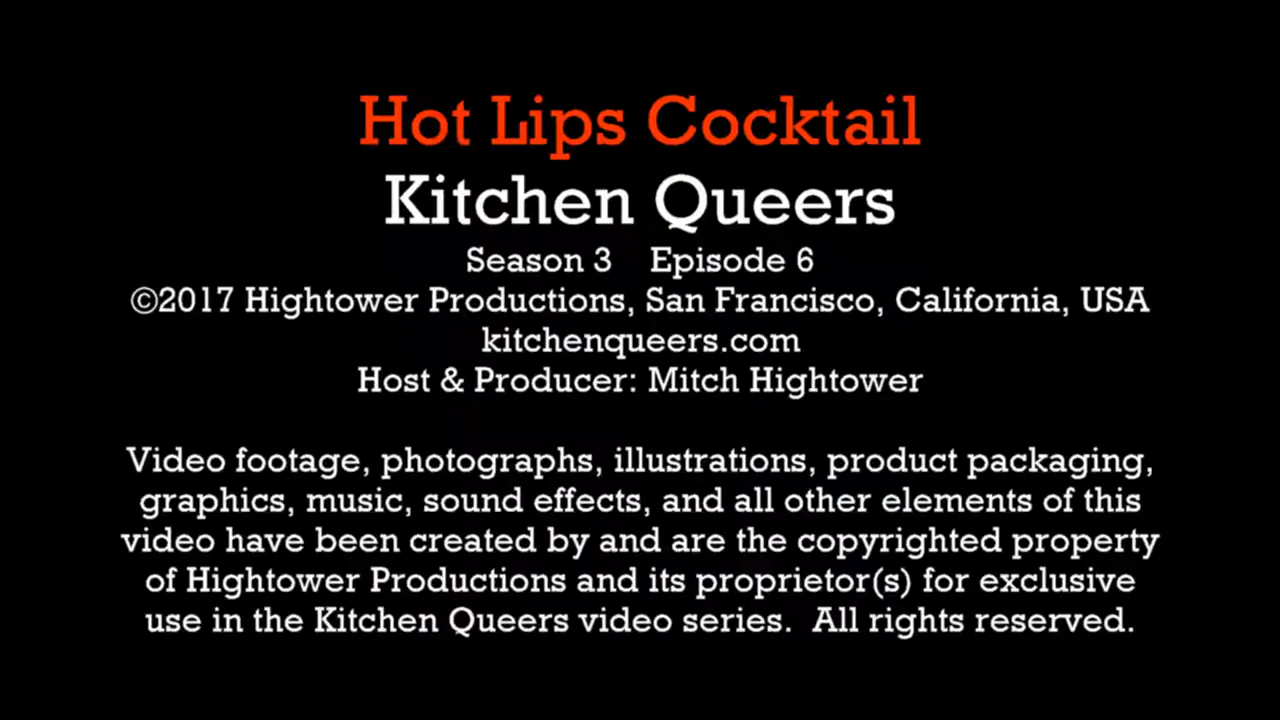 Hot Lips Cocktail
Kitchen Queers
Season 3 Episode 6
©2017 Hightower Productions, San Francisco, California, USA
kitchenqueers.com
Host & Producer: Mitch Hightower
Video footage, photographs, illustrations, product packaging,
graphics, music, sound effects, and all other elements of this
video have been created by and are the copyrighted property
of Hightower Productions and its proprietor(s) for exclusive
use in the Kitchen Queers video series.  All rights reserved.